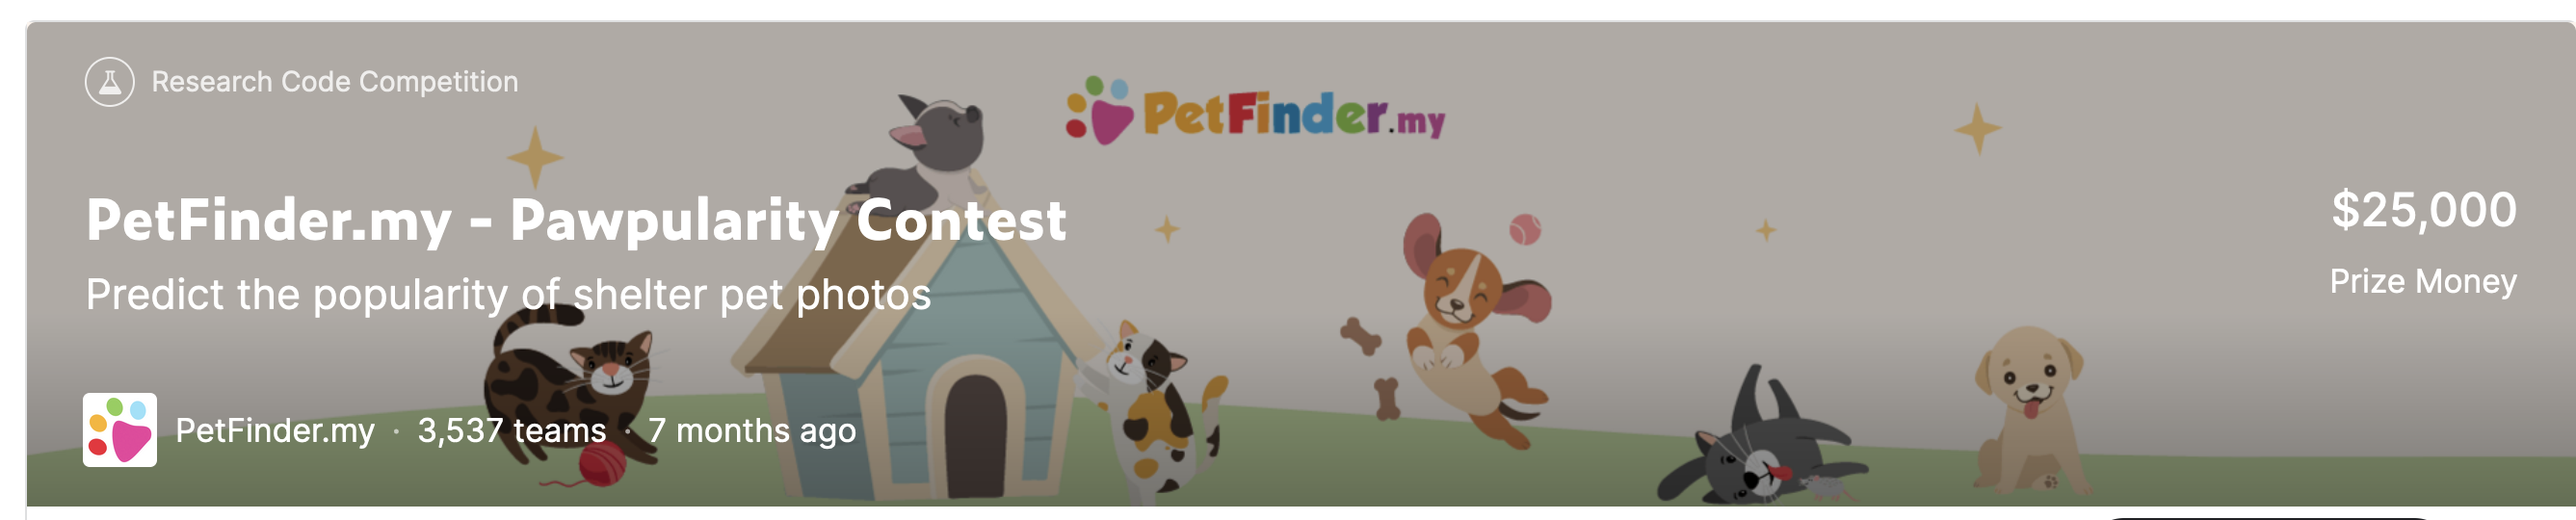 Research Code Competition
PetFinder.my
PetFinder.my - Pawpularity Contest
$25,000
Predict the popularity of shelter pet photos
Prize Money
PetFinder.my · 3,537 teams · 7 months ago